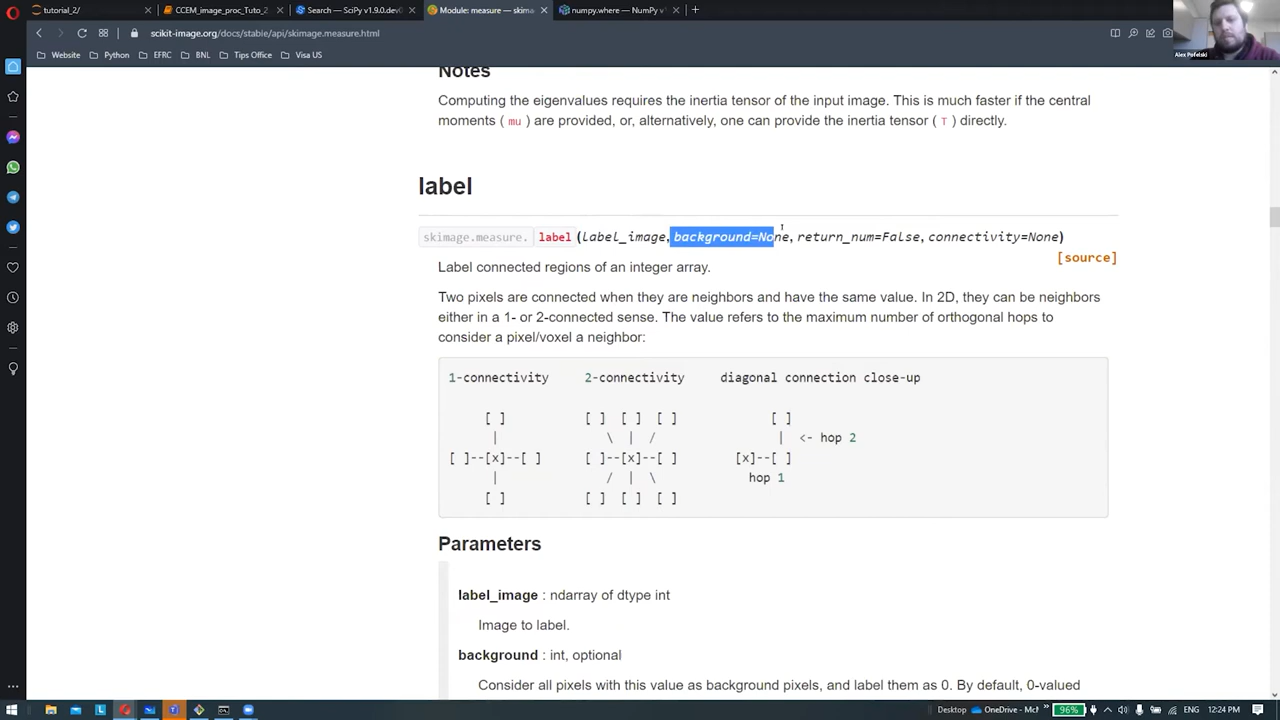 tutorial_2/
CCEM_image_proc_Tuto_2
Search — SciPy v1.9.0.dev0
Module: measure — skima
numpy.where — NumPy v1
scikit-image.org/docs/stable/api/skimage.measure.html
Website
Python
EFRC
BNL
Tips Office
Visa US
Alex Pofelski
Notes
Computing the eigenvalues requires the inertia tensor of the input image. This is much faster if the central
moments ( mu ) are provided, or, alternatively, one can provide the inertia tensor ( T ) directly.
label
skimage.measure. label (label_image, background=None, return_num=False, connectivity=None)
[source]
Label connected regions of an integer array.
Two pixels are connected when they are neighbors and have the same value. In 2D, they can be neighbors
either in a 1- or 2-connected sense. The value refers to the maximum number of orthogonal hops to
consider a pixel/voxel a neighbor:
1-connectivity     2-connectivity     diagonal connection close-up
[ ]           [ ]  [ ]  [ ]             [ ]
|               \  |  /                 |  <- hop 2
[ ]--[x]--[ ]      [ ]--[x]--[ ]        [x]--[ ]
|               /  |  \             hop 1
[ ]           [ ]  [ ]  [ ]
Parameters
label_image : ndarray of dtype int
Image to label.
background : int, optional
Consider all pixels with this value as background pixels, and label them as 0. By default, 0-valued
Desktop
OneDrive - McM
96%
ENG
12:24 PM